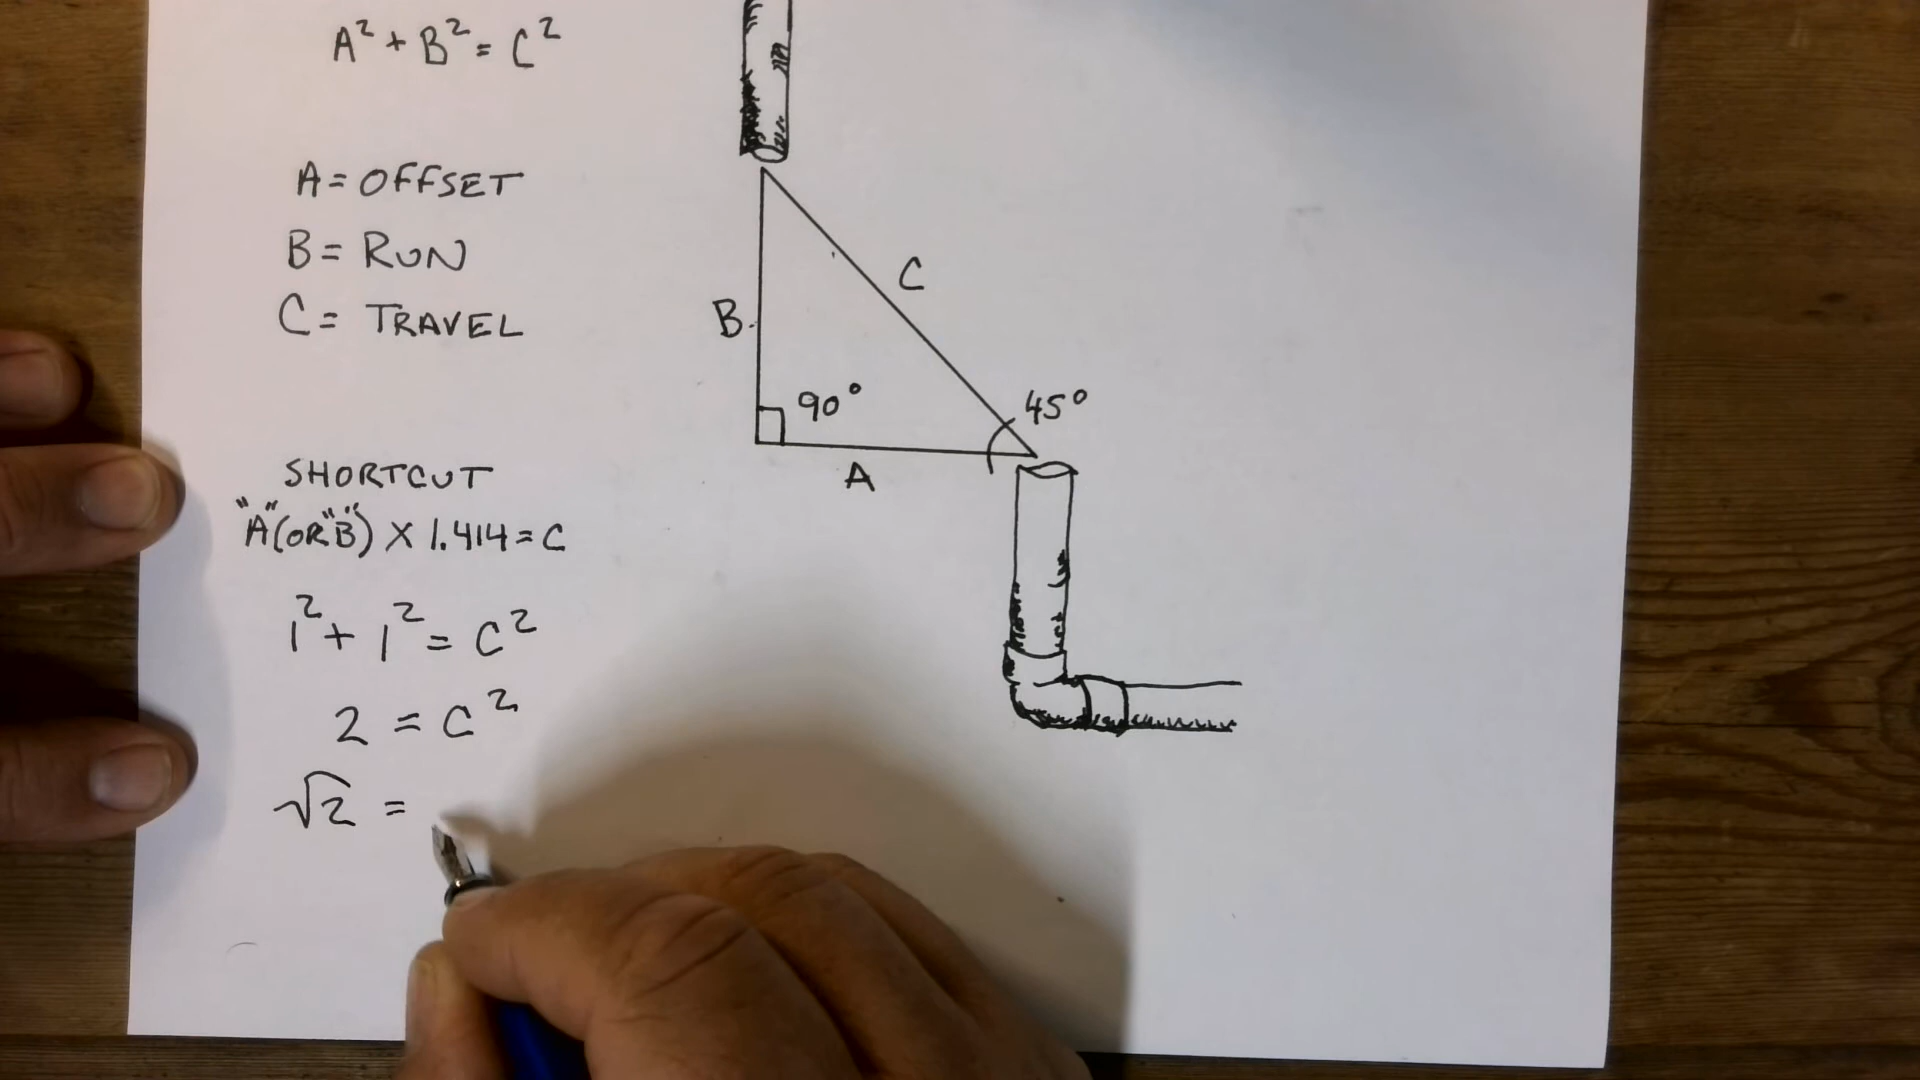 A² + B² = C²
A = OFFSET
B = RUN
C = TRAVEL
SHORTCUT
"A"(OR"B") X 1.414 = C
1² + 1² = C²
2 = C²
√2 =
B
C
90°
45°
A